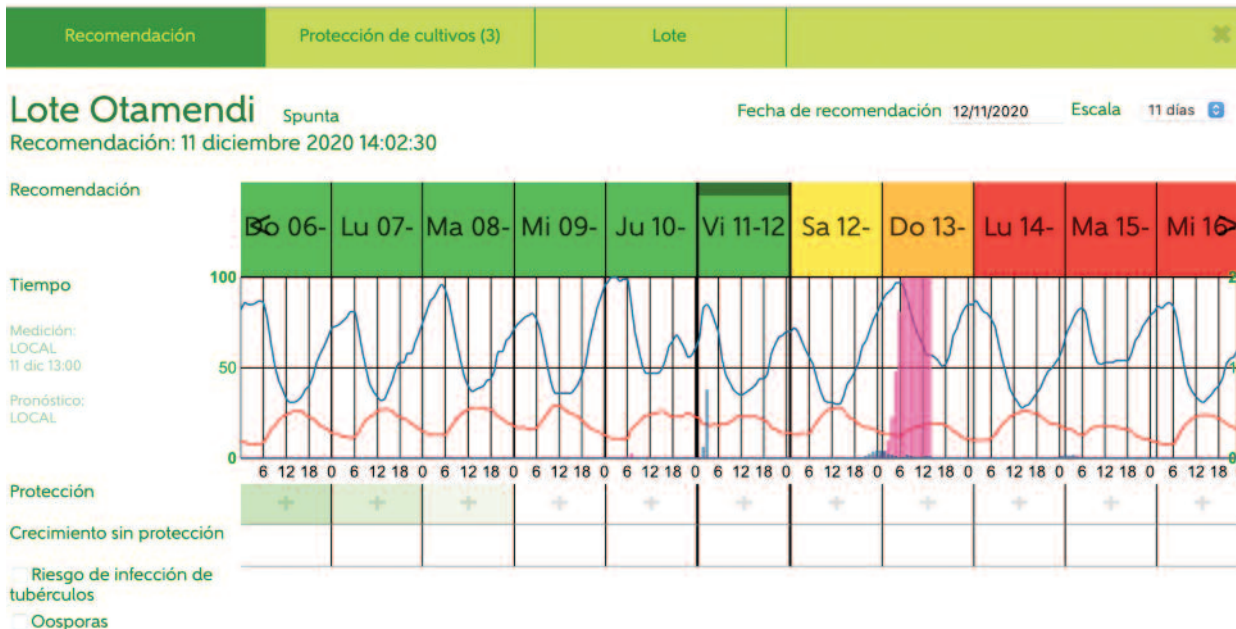 Recomendación Protección de cultivos (3) Lote
Lote Otamendi Spunta Fecha de recomendación 12/11/2020 Escala 11 días
Recomendación: 11 diciembre 2020 14:02:30
Recomendación
Do 06- Lu 07- Ma 08- Mi 09- Ju 10- Vi 11-12 Sa 12- Do 13- Lu 14- Ma 15- Mi 16-
Tiempo 100
Medición:
LOCAL
11 dic 13:00
50
Pronóstico:
LOCAL
0
6 12 18 0 6 12 18 0 6 12 18 0 6 12 18 0 6 12 18 0 6 12 18 0 6 12 18 0 6 12 18 0 6 12 18 0 6 12 18 0 6 12 18
Protección + + + + + + + + + + +
Crecimiento sin protección
Riesgo de infección de
tubérculos
Oosporas